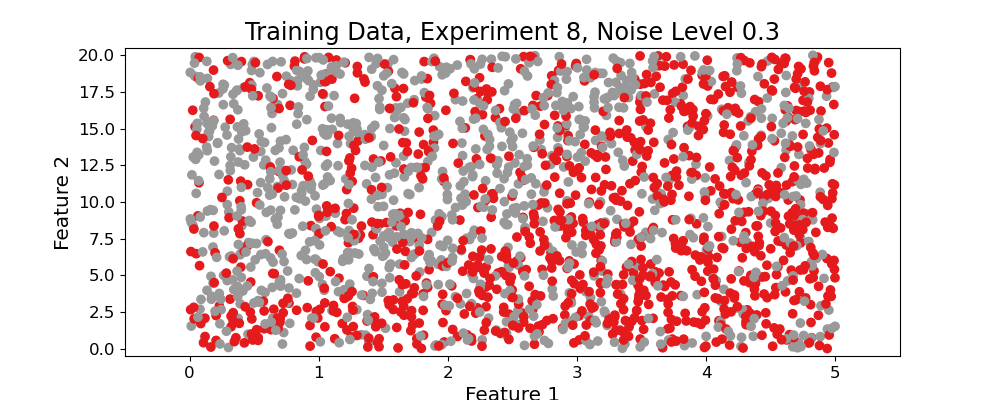 Training Data, Experiment 8, Noise Level 0.3
20.0
17.5
15.0
12.5
10.0
7.5
5.0
2.5
0.0
Feature 2
0 1 2 3 4 5
Feature 1